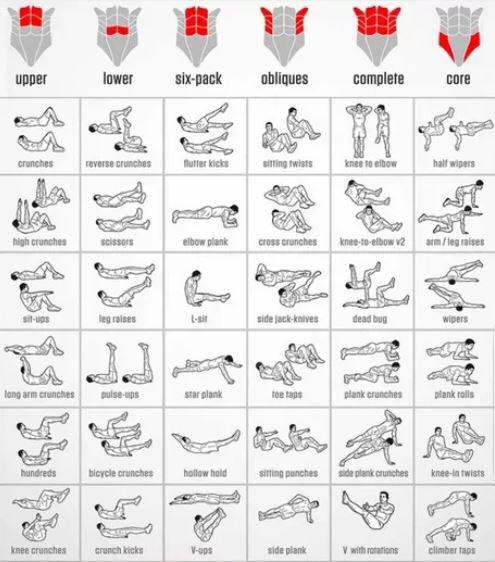 upper
lower
six-pack
obliques
complete
core
crunches
reverse crunches
flutter kicks
sitting twists
knee to elbow
half wipers
high crunches
scissors
elbow plank
cross crunches
knee-to-elbow v2
arm / leg raises
sit-ups
leg raises
L-sit
side jack-knives
dead bug
wipers
long arm crunches
pulse-ups
star plank
toe taps
plank crunches
plank rolls
hundreds
bicycle crunches
hollow hold
sitting punches
side plank crunches
knee-in twists
knee crunches
crunch kicks
V-ups
side plank
V with rotations
climber taps